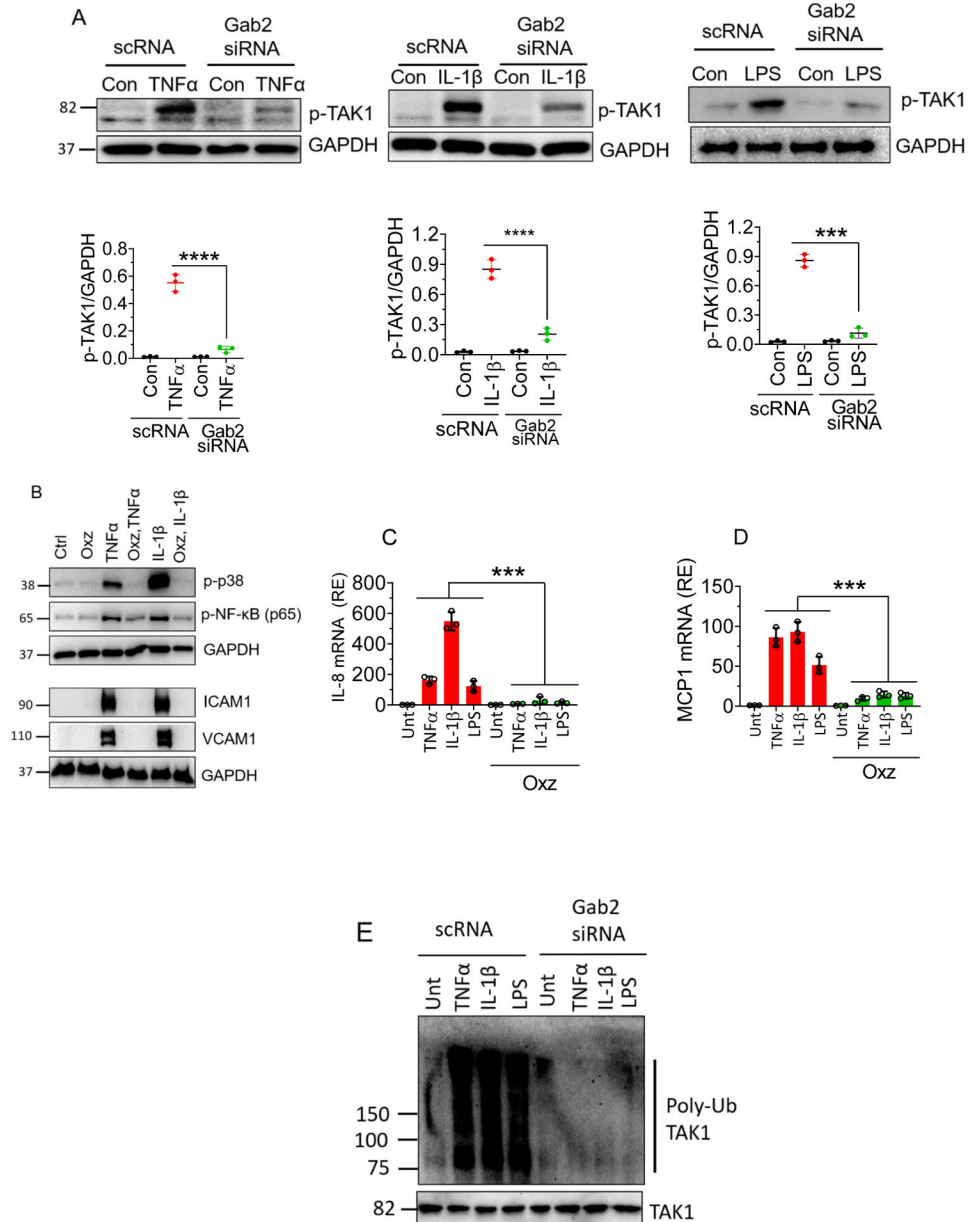 A
scRNA
Gab2
siRNA
Con TNFα Con TNFα
82
p-TAK1
37
GAPDH
scRNA
Gab2
siRNA
Con IL-1β Con IL-1β
p-TAK1
GAPDH
scRNA
Gab2
siRNA
Con LPS Con LPS
p-TAK1
GAPDH
p-TAK1/GAPDH
0.8
0.6
0.4
0.2
0.0
****
Con
TNFα
Con
TNFα
scRNA
Gab2
siRNA
p-TAK1/GAPDH
1.2
0.9
0.6
0.3
0.0
****
Con
IL-1β
Con
IL-1β
scRNA
Gab2
siRNA
p-TAK1/GAPDH
1.2
0.9
0.6
0.3
0.0
***
Con
LPS
Con
LPS
scRNA
Gab2
siRNA
B
Ctrl
Oxz
TNFα
Oxz,TNFα
IL-1β
Oxz, IL-1β
38
p-p38
65
p-NF-κB (p65)
37
GAPDH
90
ICAM1
110
VCAM1
37
GAPDH
C
IL-8 mRNA (RE)
800
600
400
200
0
***
Unt
TNFα
IL-1β
LPS
Unt
TNFα
IL-1β
LPS
Oxz
D
MCP1 mRNA (RE)
150
100
50
0
***
Unt
TNFα
IL-1β
LPS
Unt
TNFα
IL-1β
LPS
Oxz
E
scRNA
Gab2
siRNA
Unt
TNFα
IL-1β
LPS
Unt
TNFα
IL-1β
LPS
150
100
75
Poly-Ub
TAK1
82
TAK1